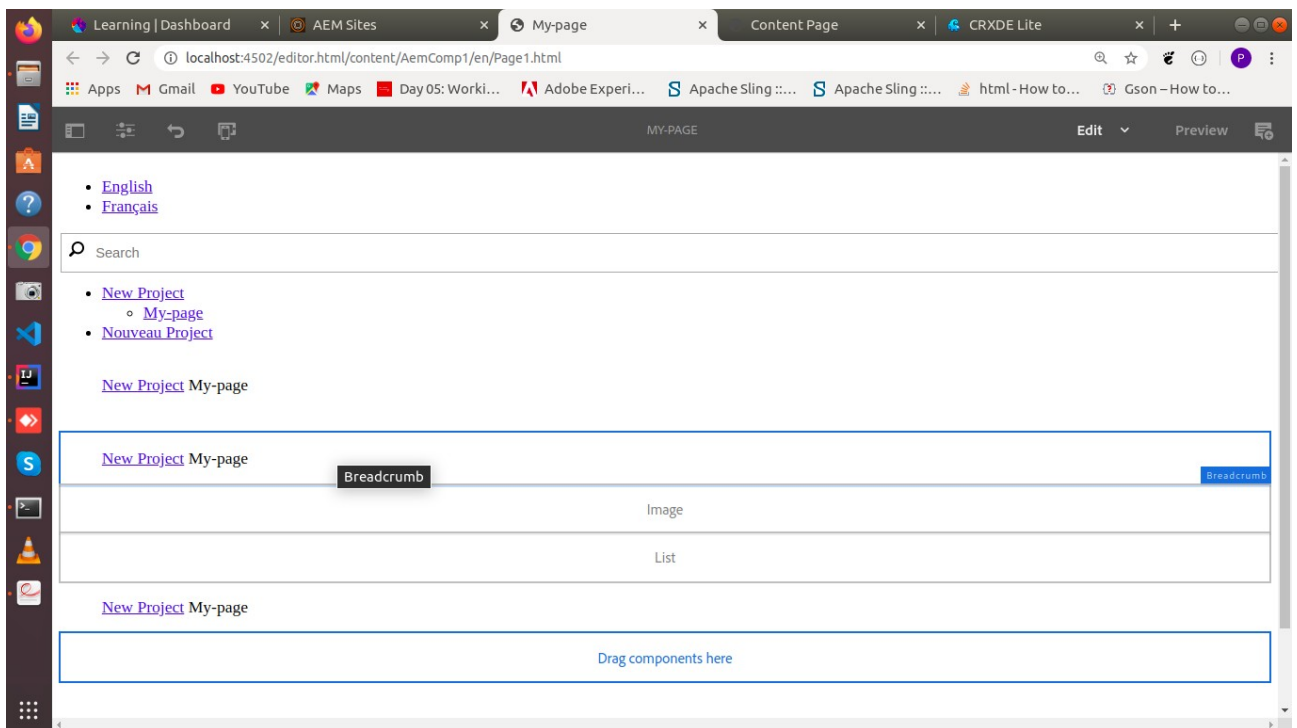 Learning | Dashboard AEM Sites My-page Content Page CRXDE Lite
localhost:4502/editor.html/content/AemComp1/en/Page1.html P
Apps Gmail YouTube Maps Day 05: Worki... Adobe Experi... Apache Sling ::... Apache Sling ::... html - How to... Gson – How to...
MY-PAGE Edit Preview
English
Français
Search
New Project
My-page
Nouveau Project
New Project My-page
New Project My-page
Breadcrumb
Breadcrumb
Image
List
New Project My-page
Drag components here